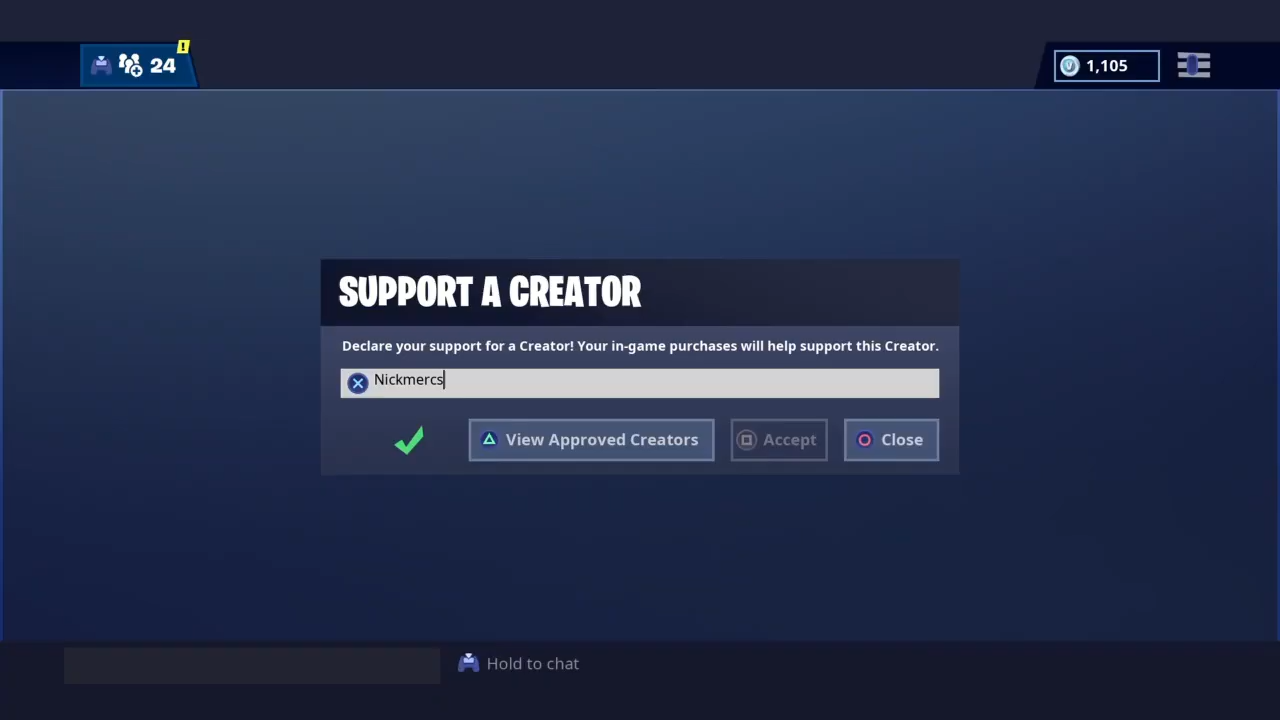 24
!
1,105
SUPPORT A CREATOR
Declare your support for a Creator! Your in-game purchases will help support this Creator.
Nickmercs
View Approved Creators
Accept
Close
Hold to chat